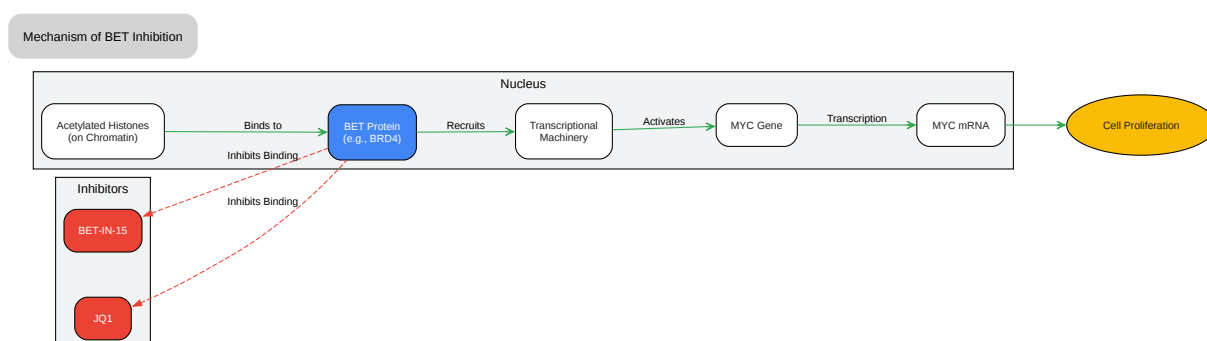 Mechanism of BET Inhibition
Nucleus
Acetylated Histones
(on Chromatin)
Binds to
BET Protein
(e.g., BRD4)
Recruits
Transcriptional
Machinery
Activates
MYC Gene
Transcription
MYC mRNA
Cell Proliferation
Inhibits Binding
Inhibitors
Inhibits Binding
BET-IN-15
JQ1